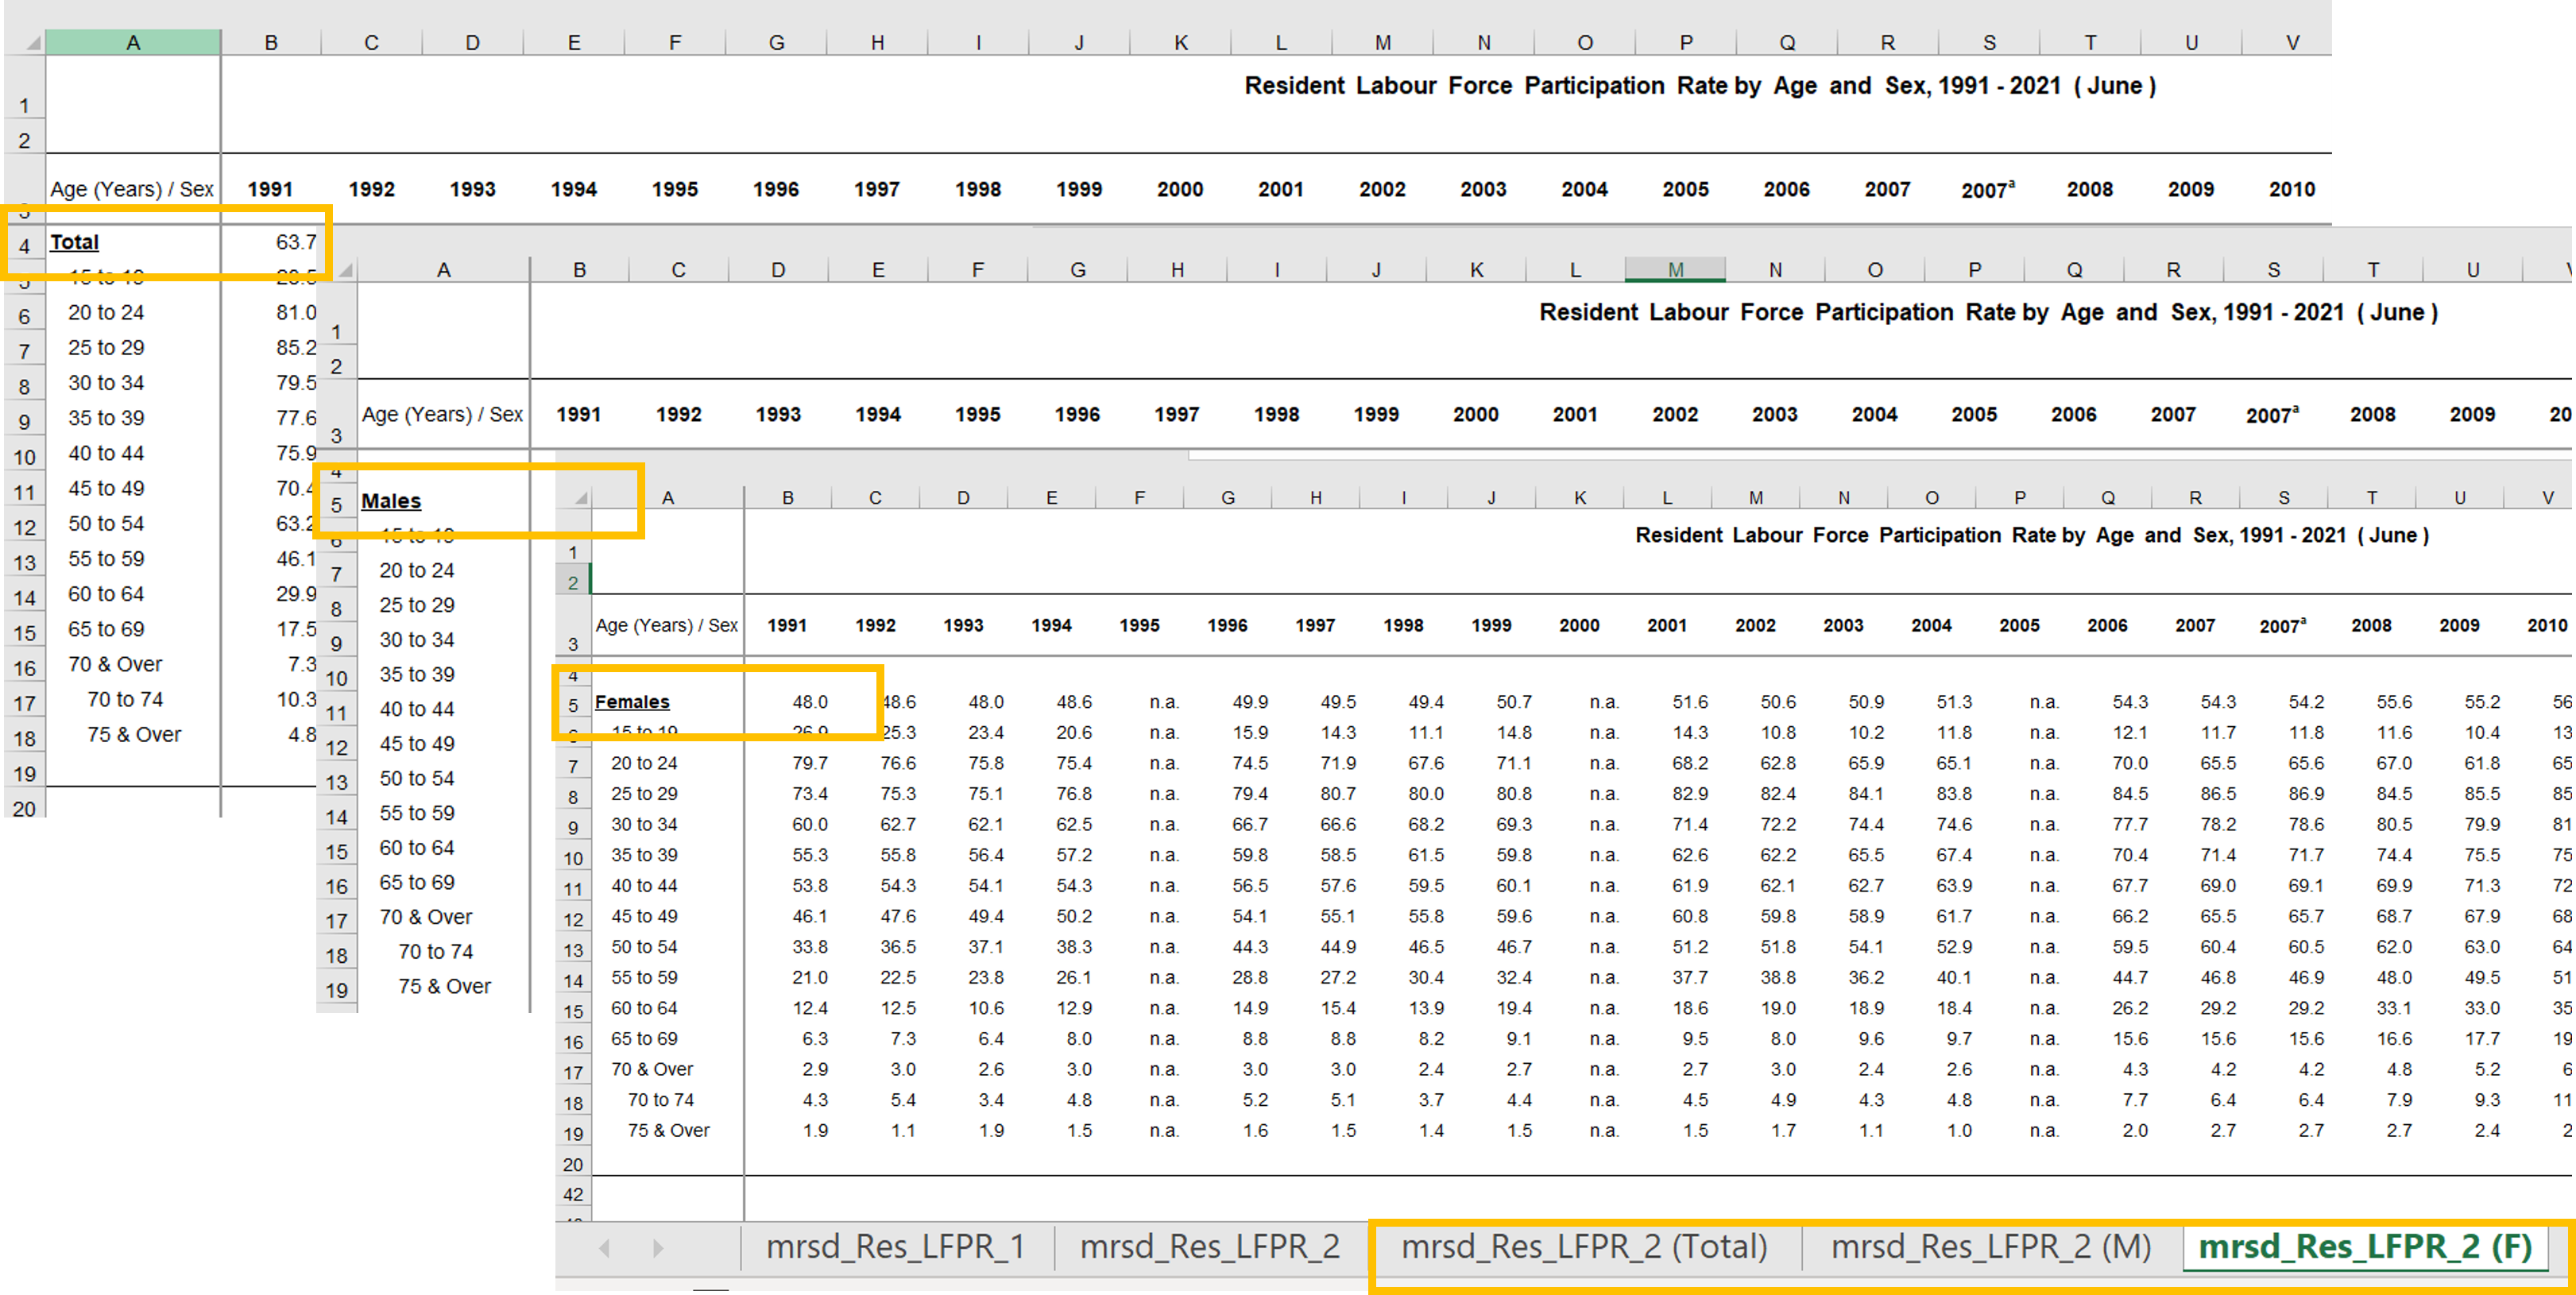 A B C D E F G H I J K L M N O P Q R S T U V
1 Resident Labour Force Participation Rate by Age and Sex, 1991 - 2021 ( June )
2
3 Age (Years) / Sex 1991 1992 1993 1994 1995 1996 1997 1998 1999 2000 2001 2002 2003 2004 2005 2006 2007 2007a 2008 2009 2010
4 Total 63.7
5 15 to 19
6 20 to 24 81.0
7 25 to 29 85.2
8 30 to 34 79.5
9 35 to 39 77.6
10 40 to 44 75.9
11 45 to 49 70.4
12 50 to 54 63.2
13 55 to 59 46.1
14 60 to 64 29.9
15 65 to 69 17.5
16 70 & Over 7.3
17 70 to 74 10.3
18 75 & Over 4.8
19
20
A B C D E F G H I J K L M N O P Q R S T U
1 Resident Labour Force Participation Rate by Age and Sex, 1991 - 2021 ( June )
2
3 Age (Years) / Sex 1991 1992 1993 1994 1995 1996 1997 1998 1999 2000 2001 2002 2003 2004 2005 2006 2007 2007a 2008 2009 20
4
5 Males
6 15 to 19
7 20 to 24
8 25 to 29
9 30 to 34
10 35 to 39
11 40 to 44
12 45 to 49
13 50 to 54
14 55 to 59
15 60 to 64
16 65 to 69
17 70 & Over
18 70 to 74
19 75 & Over
A B C D E F G H I J K L M N O P Q R S T U V
1 Resident Labour Force Participation Rate by Age and Sex, 1991 - 2021 ( June )
2
3 Age (Years) / Sex 1991 1992 1993 1994 1995 1996 1997 1998 1999 2000 2001 2002 2003 2004 2005 2006 2007 2007a 2008 2009 2010
4
5 Females 48.0 48.6 48.0 48.6 n.a. 49.9 49.5 49.4 50.7 n.a. 51.6 50.6 50.9 51.3 n.a. 54.3 54.3 54.2 55.6 55.2 56
6 15 to 19 26.9 25.3 23.4 20.6 n.a. 15.9 14.3 11.1 14.8 n.a. 14.3 10.8 10.2 11.8 n.a. 12.1 11.7 11.8 11.6 10.4 13
7 20 to 24 79.7 76.6 75.8 75.4 n.a. 74.5 71.9 67.6 71.1 n.a. 68.2 62.8 65.9 65.1 n.a. 70.0 65.5 65.6 67.0 61.8 65
8 25 to 29 73.4 75.3 75.1 76.8 n.a. 79.4 80.7 80.0 80.8 n.a. 82.9 82.4 84.1 83.8 n.a. 84.5 86.5 86.9 84.5 85.5 85
9 30 to 34 60.0 62.7 62.1 62.5 n.a. 66.7 66.6 68.2 69.3 n.a. 71.4 72.2 74.4 74.6 n.a. 77.7 78.2 78.6 80.5 79.9 81
10 35 to 39 55.3 55.8 56.4 57.2 n.a. 59.8 58.5 61.5 59.8 n.a. 62.6 62.2 65.5 67.4 n.a. 70.4 71.4 71.7 74.4 75.5 75
11 40 to 44 53.8 54.3 54.1 54.3 n.a. 56.5 57.6 59.5 60.1 n.a. 61.9 62.1 62.7 63.9 n.a. 67.7 69.0 69.1 69.9 71.3 72
12 45 to 49 46.1 47.6 49.4 50.2 n.a. 54.1 55.1 55.8 59.6 n.a. 60.8 59.8 58.9 61.7 n.a. 66.2 65.5 65.7 68.7 67.9 68
13 50 to 54 33.8 36.5 37.1 38.3 n.a. 44.3 44.9 46.5 46.7 n.a. 51.2 51.8 54.1 52.9 n.a. 59.5 60.4 60.5 62.0 63.0 64
14 55 to 59 21.0 22.5 23.8 26.1 n.a. 28.8 27.2 30.4 32.4 n.a. 37.7 38.8 36.2 40.1 n.a. 44.7 46.8 46.9 48.0 49.5 51
15 60 to 64 12.4 12.5 10.6 12.9 n.a. 14.9 15.4 13.9 19.4 n.a. 18.6 19.0 18.9 18.4 n.a. 26.2 29.2 29.2 33.1 33.0 35
16 65 to 69 6.3 7.3 6.4 8.0 n.a. 8.8 8.8 8.2 9.1 n.a. 9.5 8.0 9.6 9.7 n.a. 15.6 15.6 15.6 16.6 17.7 19
17 70 & Over 2.9 3.0 2.6 3.0 n.a. 3.0 3.0 2.4 2.7 n.a. 2.7 3.0 2.4 2.6 n.a. 4.3 4.2 4.2 4.8 5.2 6
18 70 to 74 4.3 5.4 3.4 4.8 n.a. 5.2 5.1 3.7 4.4 n.a. 4.5 4.9 4.3 4.8 n.a. 7.7 6.4 6.4 7.9 9.3 11
19 75 & Over 1.9 1.1 1.9 1.5 n.a. 1.6 1.5 1.4 1.5 n.a. 1.5 1.7 1.1 1.0 n.a. 2.0 2.7 2.7 2.7 2.4 2
20
42
mrsd_Res_LFPR_1 mrsd_Res_LFPR_2 mrsd_Res_LFPR_2 (Total) mrsd_Res_LFPR_2 (M) mrsd_Res_LFPR_2 (F)